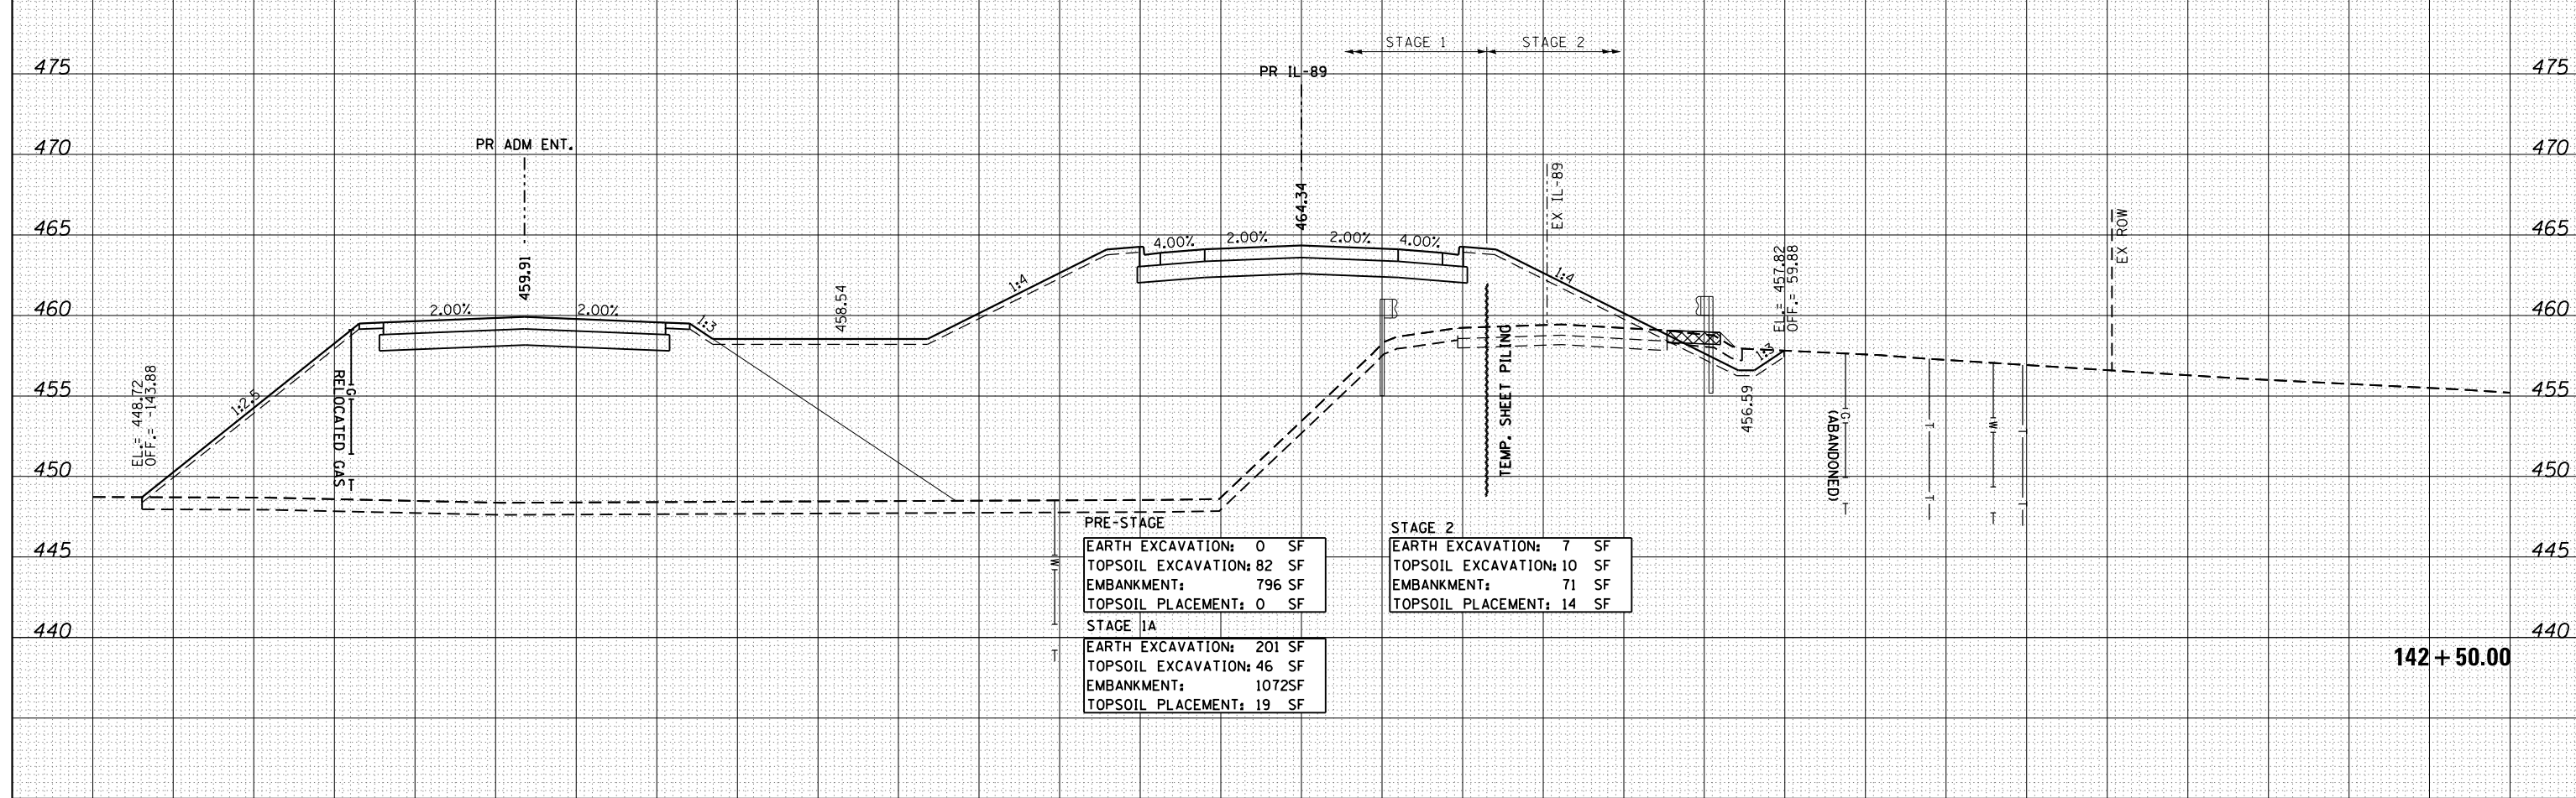 STAGE 1 STAGE 2
475 PR IL-89 475
470 PR ADM ENT. 470
EX IL-89
464.34
EX ROW
465 4.00% 2.00% 2.00% 4.00% 465
459.91
1:4 1:4
458.54
EL.= 457.82
OFF.= 59.88
460 2.00% 2.00% 1:3 460
1:3
TEMP. SHEET PILING
RELOCATED GAS
G
T
1:2.5
EL.= 448.72
OFF.= -143.88
455 455
456.59
G
(ABANDONED)
T
T
T
W
T
T
T
T
450 450
PRE-STAGE
EARTH EXCAVATION: 0 SF
TOPSOIL EXCAVATION: 82 SF
EMBANKMENT: 796 SF
TOPSOIL PLACEMENT: 0 SF
STAGE 2
EARTH EXCAVATION: 7 SF
TOPSOIL EXCAVATION: 10 SF
EMBANKMENT: 71 SF
TOPSOIL PLACEMENT: 14 SF
445 W 445
T
STAGE 1A
EARTH EXCAVATION: 201 SF
TOPSOIL EXCAVATION: 46 SF
EMBANKMENT: 1072SF
TOPSOIL PLACEMENT: 19 SF
440 440
142+50.00